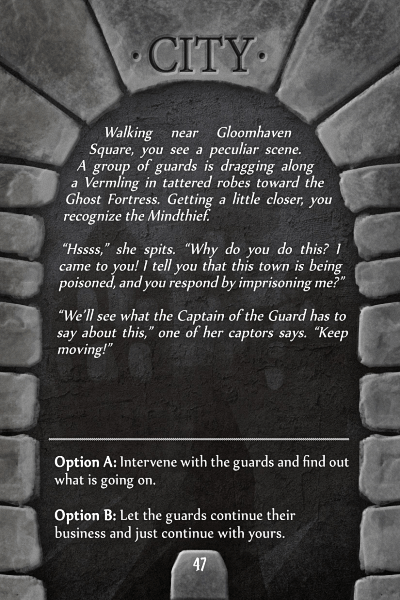 · CITY ·
Walking near Gloomhaven
Square, you see a peculiar scene.
A group of guards is dragging along
a Vermling in tattered robes toward the
Ghost Fortress. Getting a little closer, you
recognize the Mindthief.
“Hssss,” she spits. “Why do you do this? I
came to you! I tell you that this town is being
poisoned, and you respond by imprisoning me?”
“We’ll see what the Captain of the Guard has to
say about this,” one of her captors says. “Keep
moving!”
Option A: Intervene with the guards and find out
what is going on.
Option B: Let the guards continue their
business and just continue with yours.
47